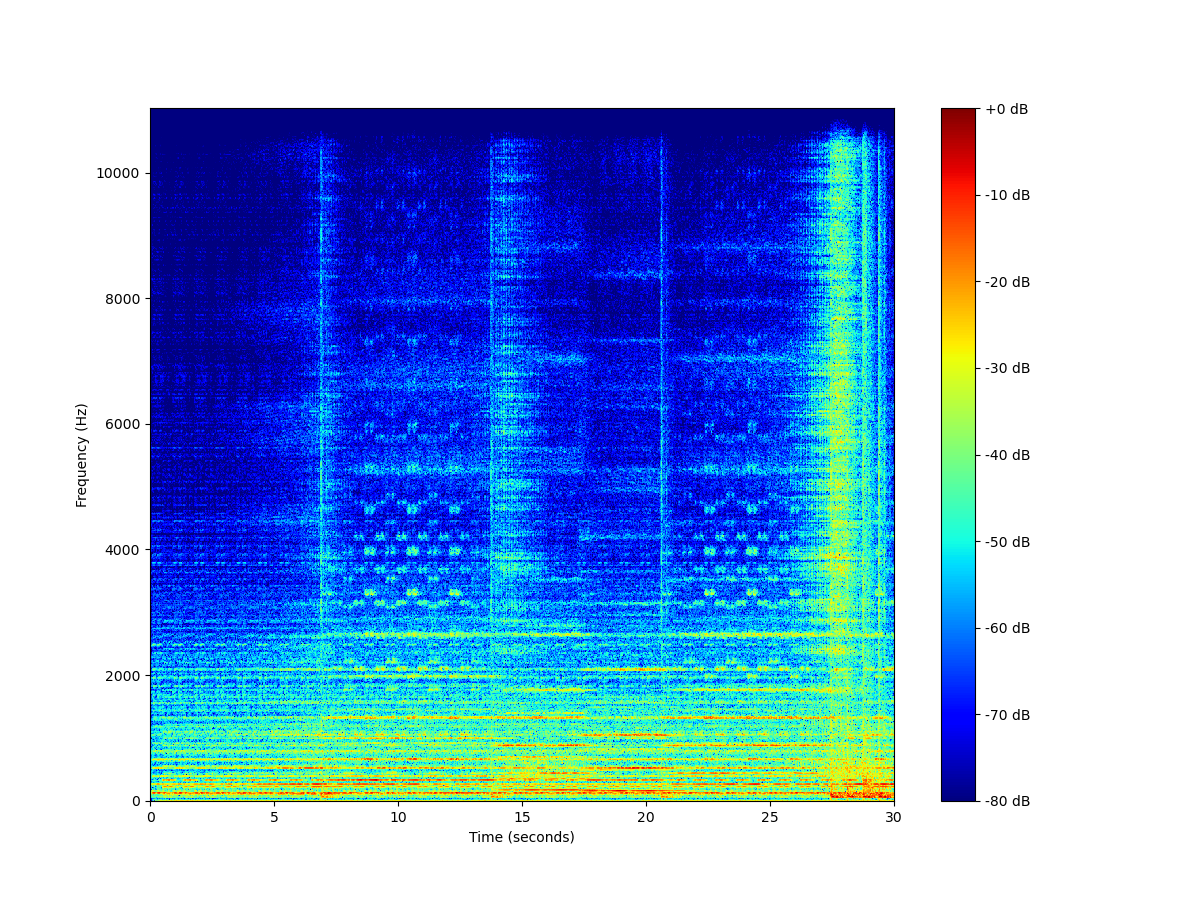 +0 dB
10000
-10 dB
8000
-20 dB
-30 dB
6000
Frequency (Hz)
-40 dB
4000
-50 dB
-60 dB
2000
-70 dB
0
-80 dB
0 5 10 15 20 25 30
Time (seconds)